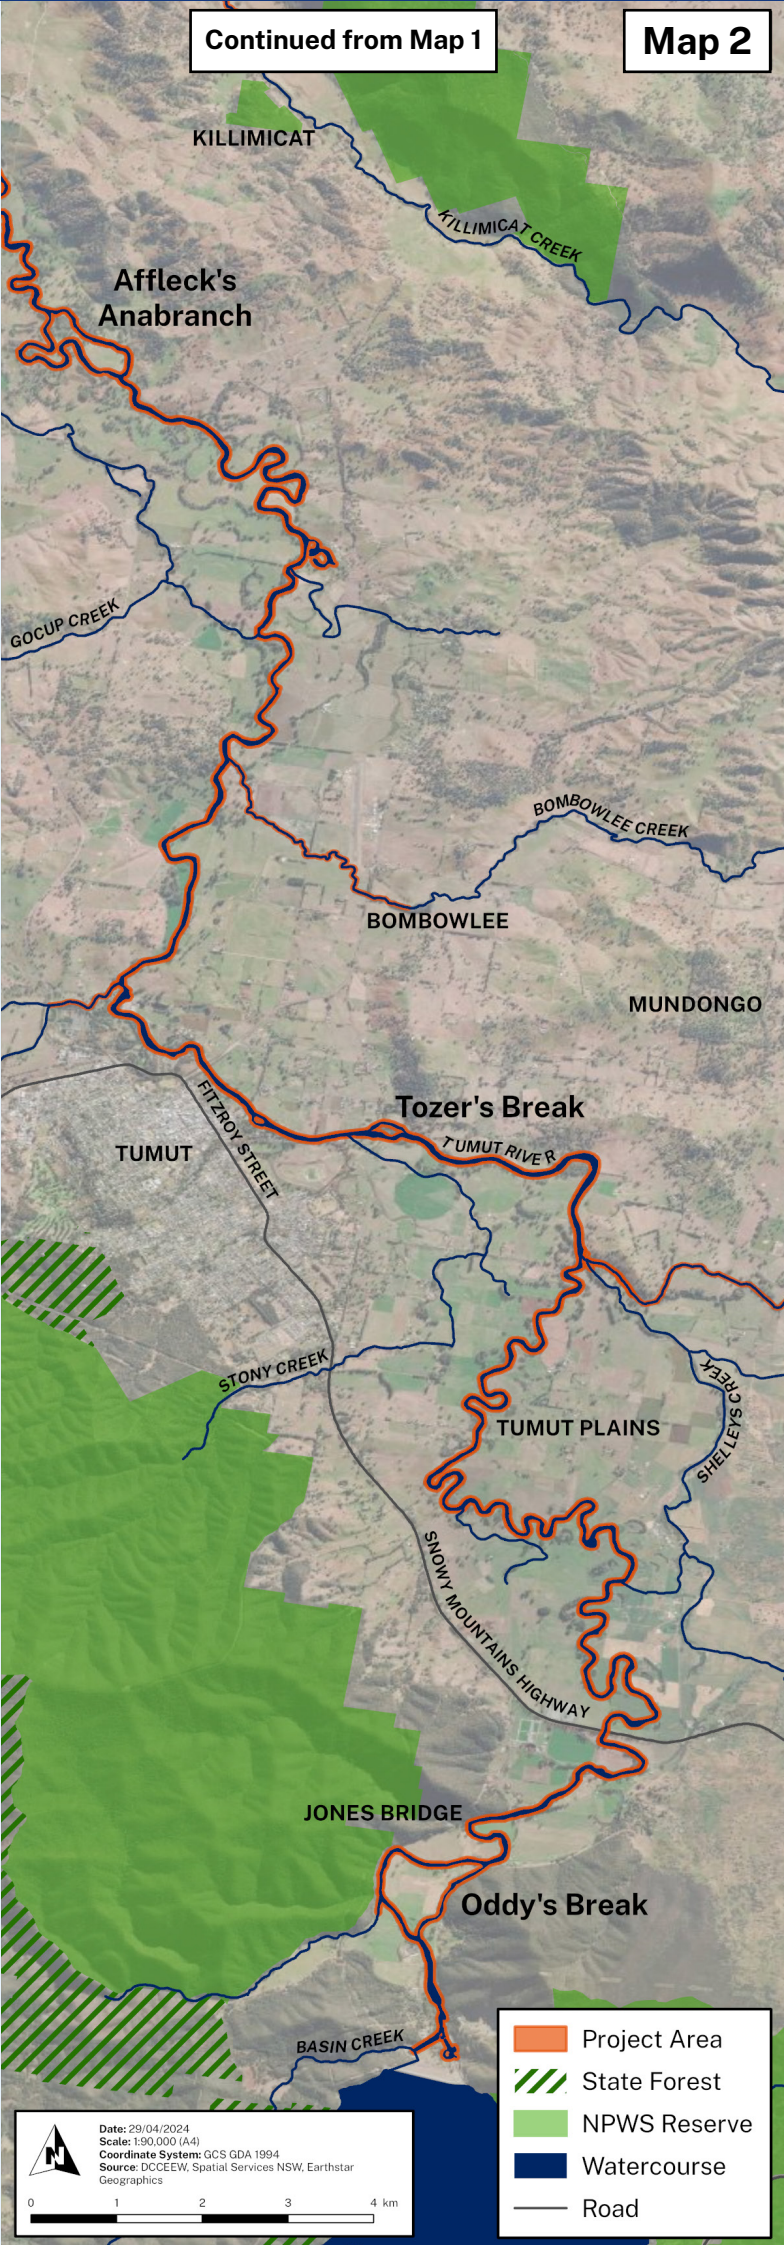 Continued from Map 1
Map 2
KILLIMICAT
KILLIMICAT CREEK
Affleck's
Anabranch
GOCUP CREEK
BOMBOWLEE CREEK
BOMBOWLEE
MUNDONGO
Tozer's Break
FITZROY STREET
TUMUT RIVER
TUMUT
STONY CREEK
SHELLEYS CREEK
TUMUT PLAINS
SNOWY MOUNTAINS HIGHWAY
JONES BRIDGE
Oddy's Break
BASIN CREEK
Project Area
State Forest
NPWS Reserve
Watercourse
Road
N
Date: 29/04/2024
Scale: 1:90,000 (A4)
Coordinate System: GCS GDA 1994
Source: DCCEEW, Spatial Services NSW, Earthstar
Geographics
0 1 2 3 4 km